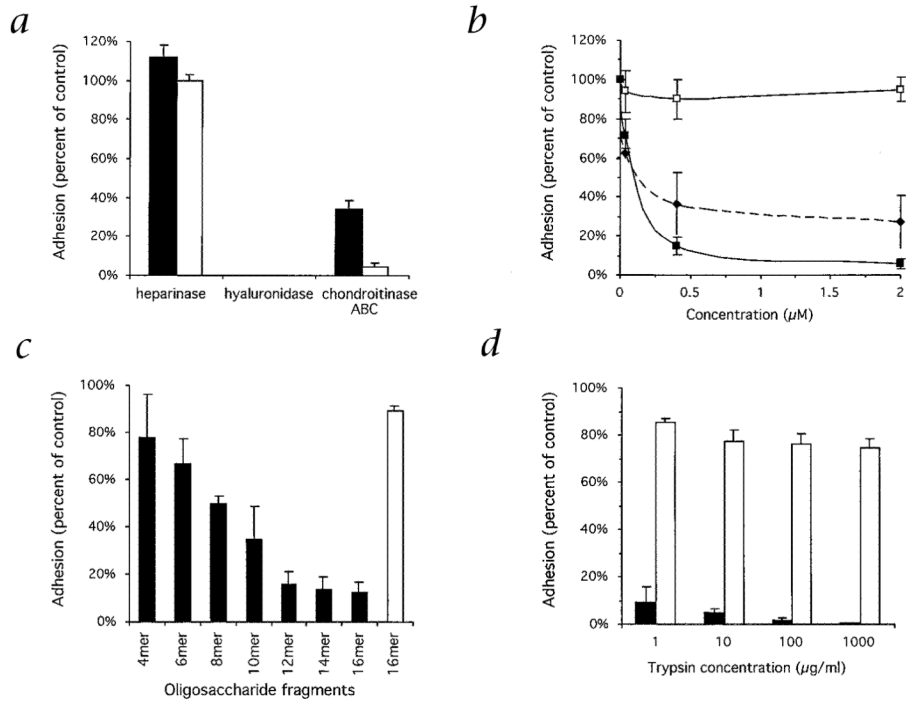 a
Adhesion (percent of control)
120%
100%
80%
60%
40%
20%
0%
heparinase
hyaluronidase
chondroitinase
ABC
b
Adhesion (percent of control)
120%
100%
80%
60%
40%
20%
0%
0
0.5
1
1.5
2
Concentration (µM)
c
Adhesion (percent of control)
100%
80%
60%
40%
20%
0%
4mer
6mer
8mer
10mer
12mer
14mer
16mer
16mer
Oligosaccharide fragments
d
Adhesion (percent of control)
100%
80%
60%
40%
20%
0%
1
10
100
1000
Trypsin concentration (µg/ml)